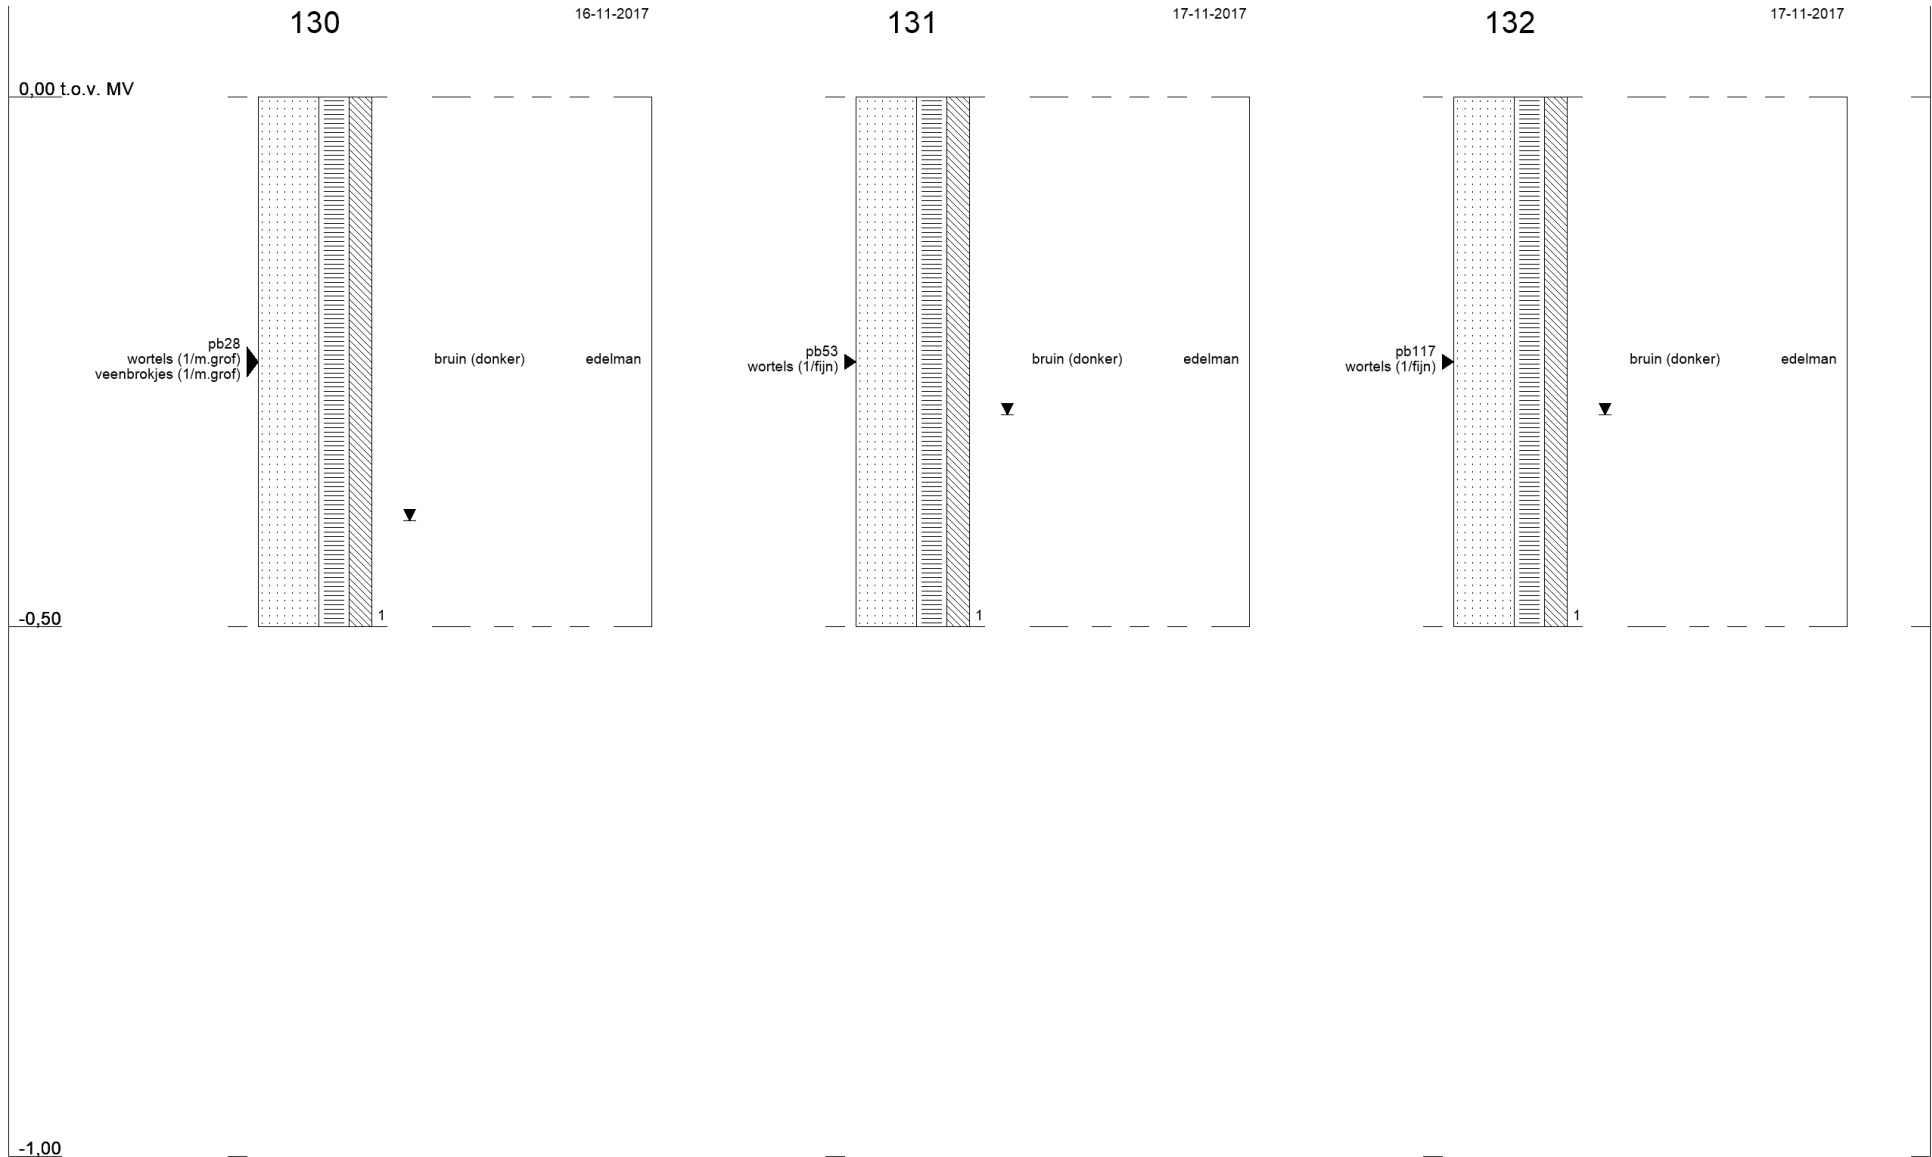 130
16-11-2017
131
17-11-2017
132
17-11-2017
0,00 t.o.v. MV
pb28
wortels (1/m.grof)
veenbrokjes (1/m.grof)
bruin (donker)
edelman
pb53
wortels (1/fijn)
bruin (donker)
edelman
pb117
wortels (1/fijn)
bruin (donker)
edelman
-0,50
1
1
1
-1,00